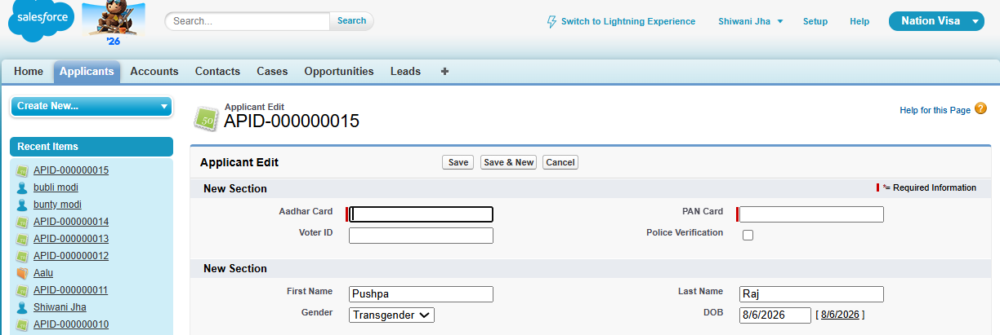 salesforce
'26
Search...
Search
Switch to Lightning Experience
Shiwani Jha
Setup
Help
Nation Visa
Home
Applicants
Accounts
Contacts
Cases
Opportunities
Leads
Create New...
Recent Items
APID-000000015
bubli modi
bunty modi
APID-000000014
APID-000000013
APID-000000012
Aalu
APID-000000011
Shiwani Jha
APID-000000010
Applicant Edit
APID-000000015
Help for this Page ?
Applicant Edit
Save
Save & New
Cancel
New Section
*= Required Information
Aadhar Card
PAN Card
Voter ID
Police Verification
New Section
First Name Pushpa
Last Name Raj
Gender Transgender
DOB 8/6/2026 [ 8/6/2026 ]